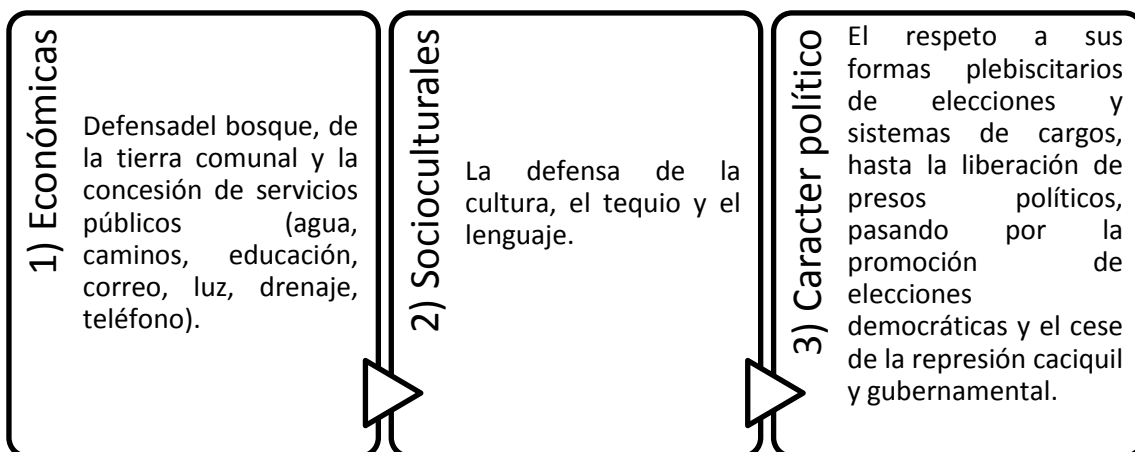 1) Económicas
Defensadel bosque, de
la tierra comunal y la
concesión de servicios
públicos (agua,
caminos, educación,
correo, luz, drenaje,
teléfono).
2) Socioculturales
La defensa de la
cultura, el tequio y el
lenguaje.
3) Caracter político
El respeto a sus
formas plebiscitarios
de elecciones y
sistemas de cargos,
hasta la liberación de
presos políticos,
pasando por la
promoción de
elecciones
democráticas y el cese
de la represión caciquil
y gubernamental.